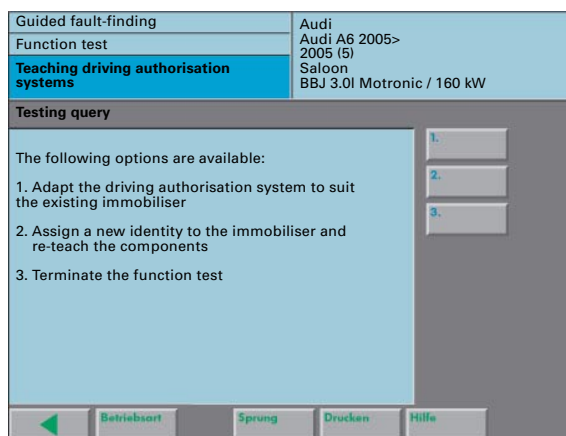 Guided fault-finding
Function test
Teaching driving authorisation
systems
Audi
Audi A6 2005>
2005 (5)
Saloon
BBJ 3.0l Motronic / 160 kW
Testing query
The following options are available:
1. Adapt the driving authorisation system to suit
the existing immobiliser
2. Assign a new identity to the immobiliser and
re-teach the components
3. Terminate the function test
1.
2.
3.
Betriebsart
Sprung
Drucken
Hilfe